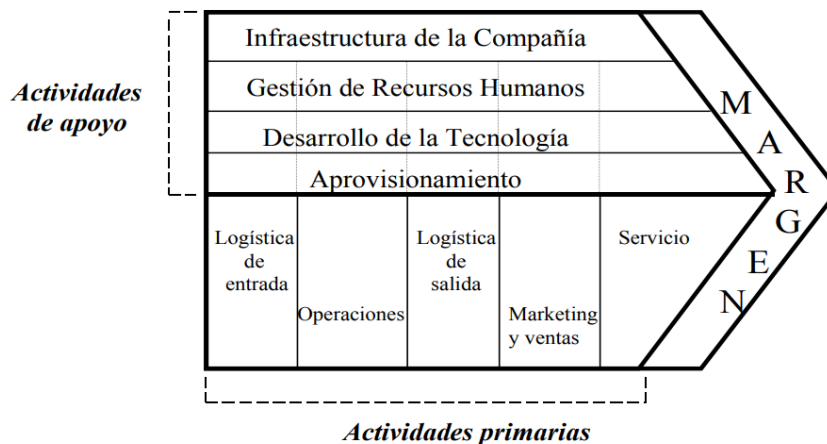 Infraestructura de la Compañía
Gestión de Recursos Humanos
Desarrollo de la Tecnología
Aprovisionamiento
Actividades
de apoyo
M
A
R
G
E
N
Logística
de
entrada
Operaciones
Logística
de
salida
Marketing
y ventas
Servicio
Actividades primarias